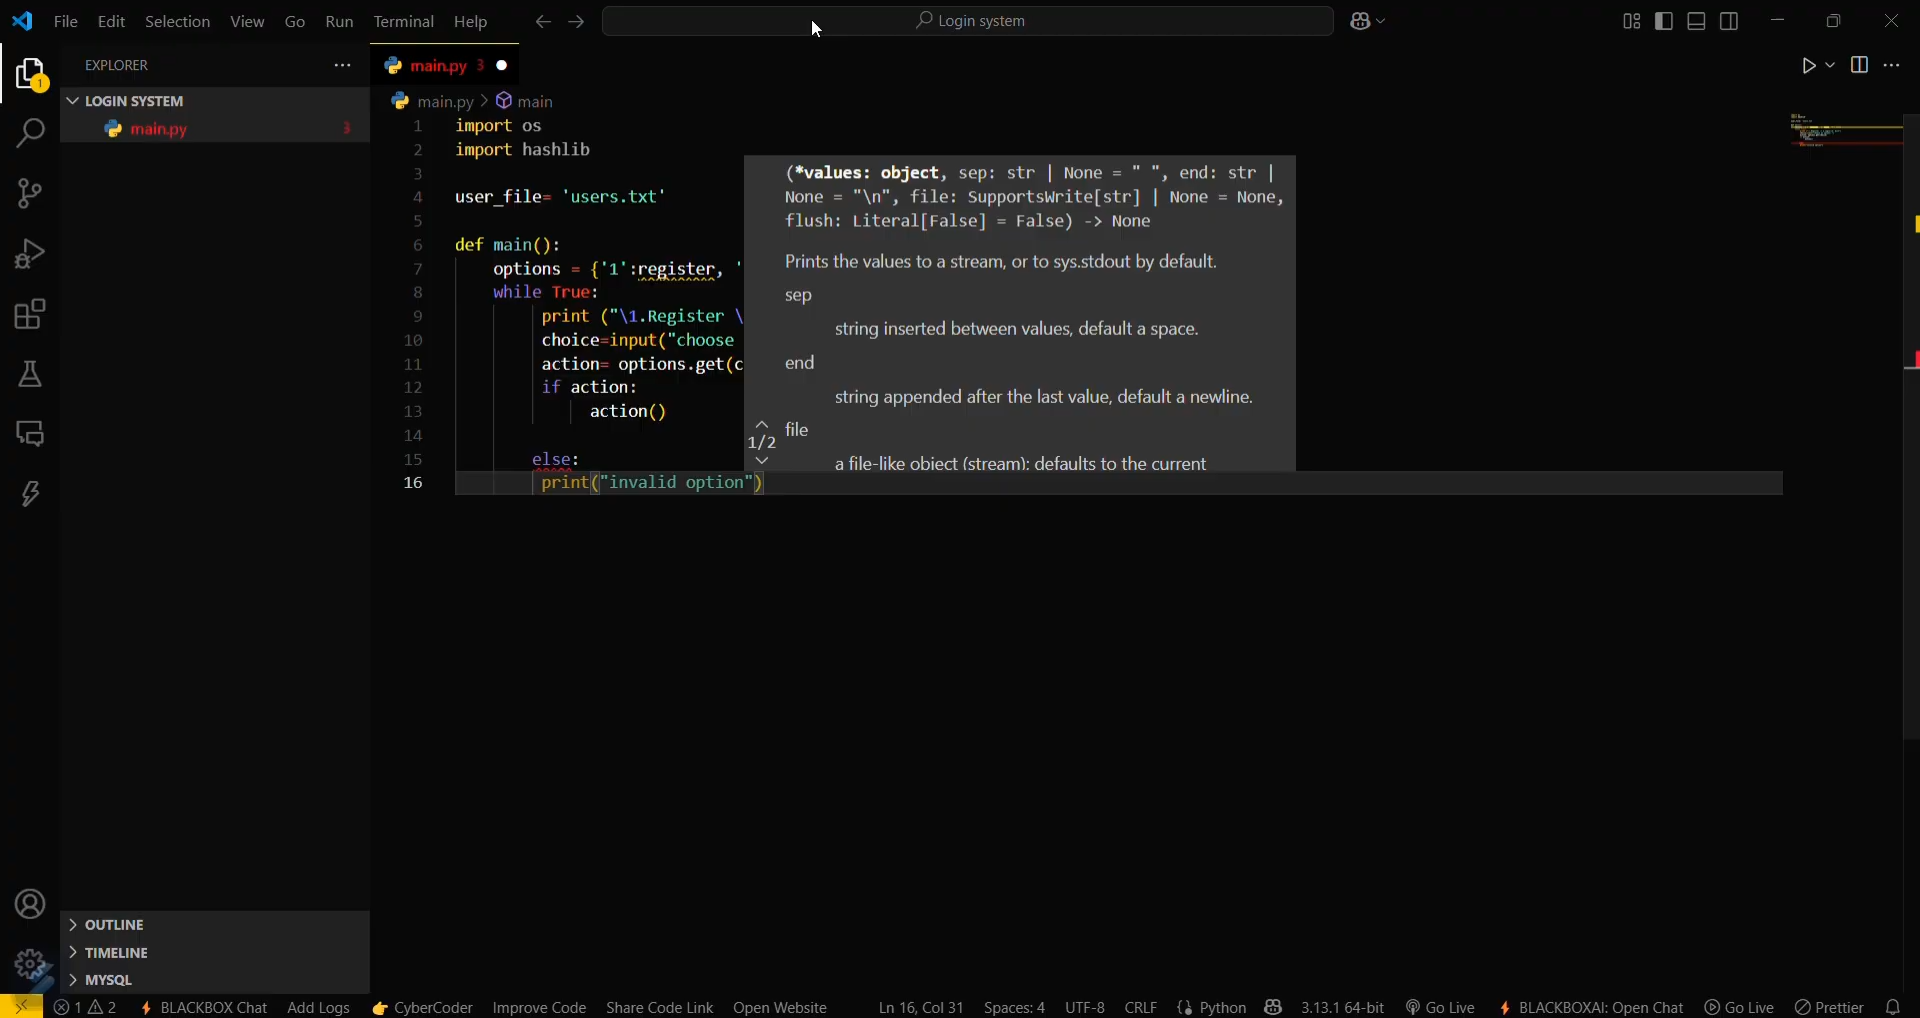 File Edit Selection View Go Run Terminal Help
Login system
EXPLORER
LOGIN SYSTEM
main.py 3
main.py 3
main.py > main
1 import os
2 import hashlib
3
4 user_file= 'users.txt'
5
6 def main():
7 options = {'1':register, '
8 while True:
9 print ("\1.Register \
10 choice=input("choose
11 action= options.get(c
12 if action:
13 action()
14
15 else:
16 print("invalid option")
(*values: object, sep: str | None = " ", end: str |
None = "\n", file: SupportsWrite[str] | None = None,
flush: Literal[False] = False) -> None
Prints the values to a stream, or to sys.stdout by default.
sep
string inserted between values, default a space.
end
string appended after the last value, default a newline.
1/2
file
a file-like object (stream); defaults to the current
OUTLINE
TIMELINE
MYSQL
1
1 2 BLACKBOX Chat Add Logs CyberCoder Improve Code Share Code Link Open Website Ln 16, Col 31 Spaces: 4 UTF-8 CRLF {} Python 3.13.1 64-bit Go Live BLACKBOXAI: Open Chat Go Live Prettier